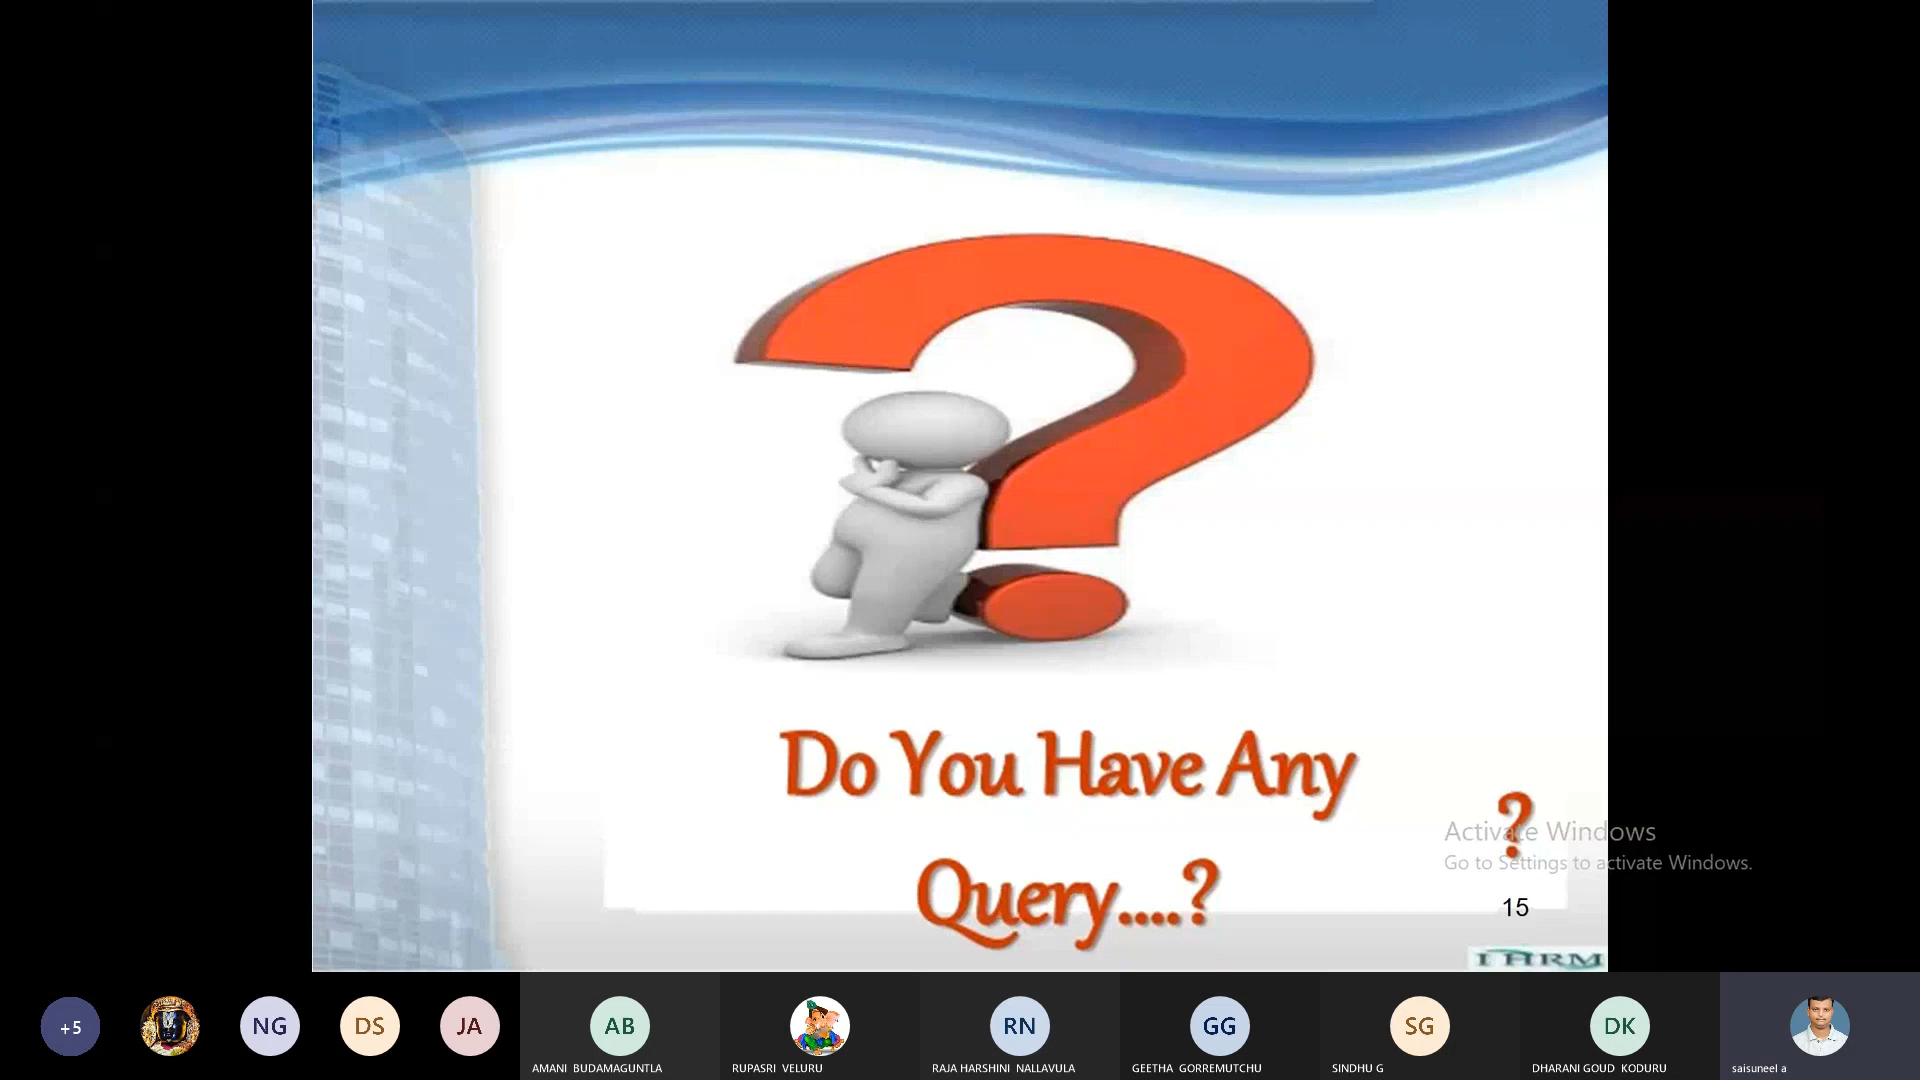 Do You Have Any
?
Query....?
Activate Windows
Go to Settings to activate Windows.
15
I HRM
+5
NG
DS
JA
AB
RN
GG
SG
DK
AMANI BUDAMAGUNTLA
RUPASRI VELURU
RAJA HARSHINI NALLAVULA
GEETHA GORREMUTCHU
SINDHU G
DHARANI GOUD KODURU
saisuneel a